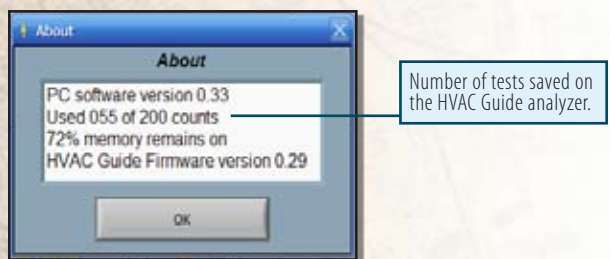 About
About
PC software version 0.33
Used 055 of 200 counts
72% memory remains on
HVAC Guide Firmware version 0.29
OK
Number of tests saved on
the HVAC Guide analyzer.